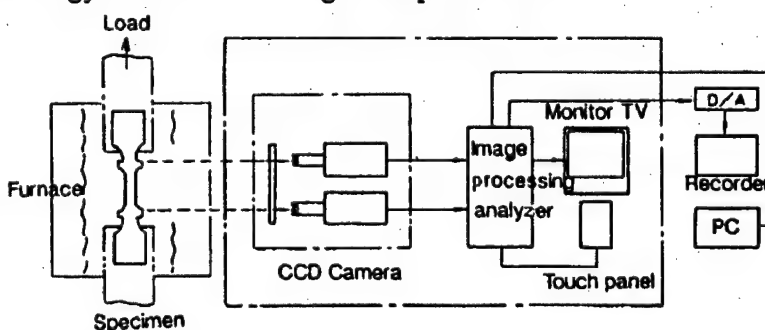 Load
Furnace
Specimen
CCD Camera
Image
processing
analyzer
Monitor TV
Touch panel
D/A
Recorder
PC